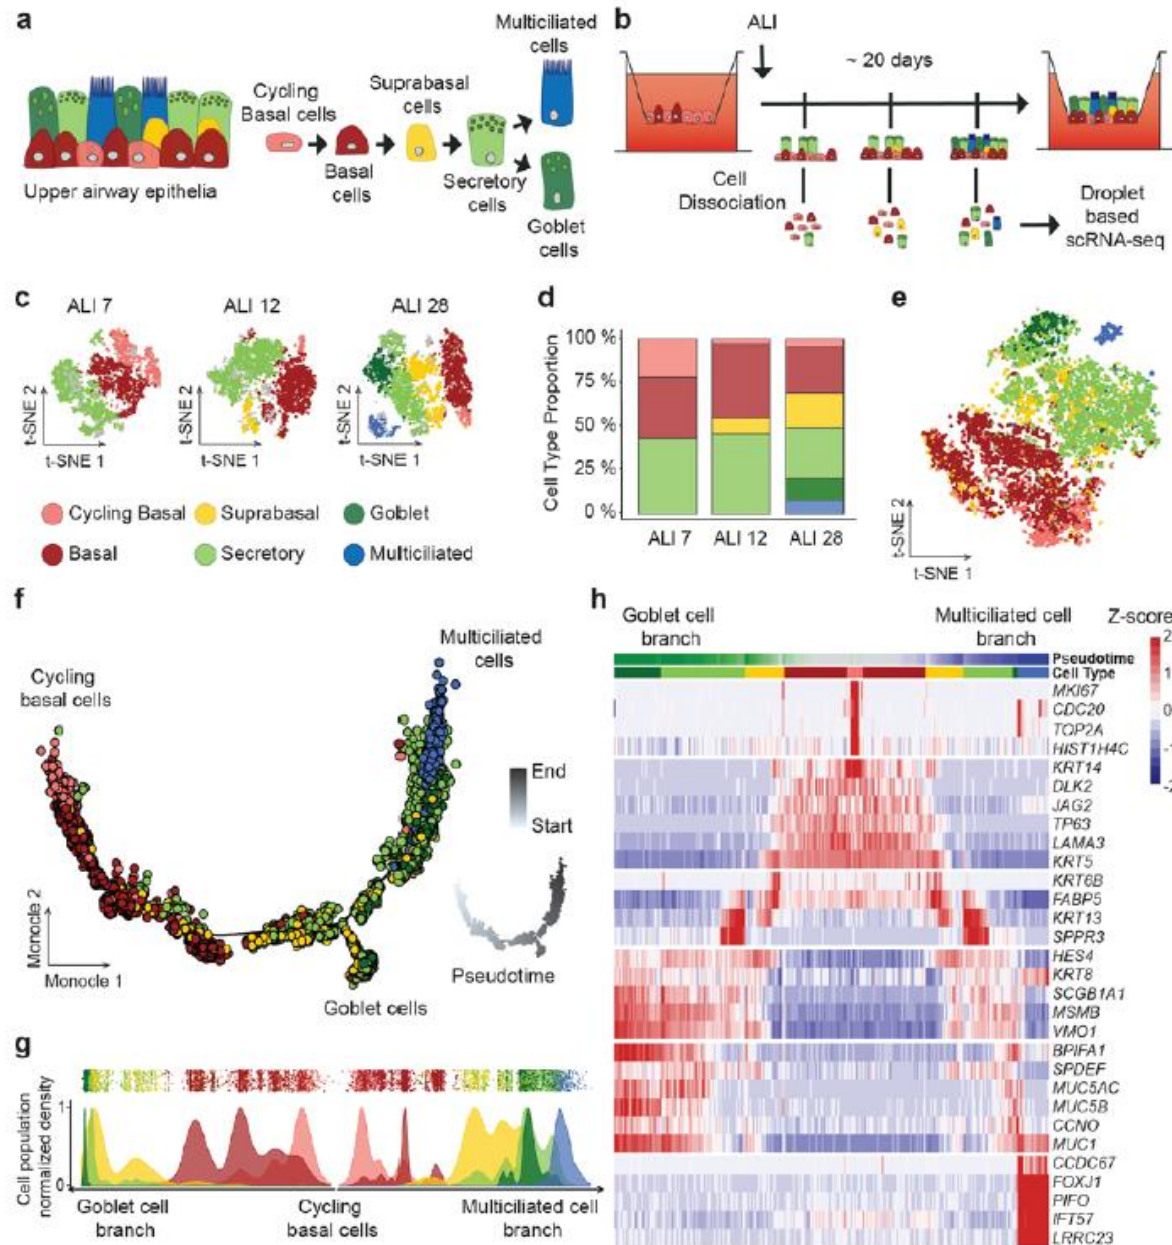 a
Multiciliated
cells
Cycling
Basal cells
Suprabasal
cells
Upper airway epithelia
Basal
cells
Secretory
cells
Goblet
cells
b
ALI
~ 20 days
Cell
Dissociation
Droplet
based
scRNA-seq
c
ALI 7
ALI 12
ALI 28
t-SNE 2
t-SNE 1
t-SNE 2
t-SNE 1
t-SNE 2
t-SNE 1
Cycling Basal
Suprabasal
Goblet
Basal
Secretory
Multiciliated
d
Cell Type Proportion
100 %
75 %
50 %
25 %
0 %
ALI 7
ALI 12
ALI 28
e
t-SNE 2
t-SNE 1
f
Multiciliated
cells
Cycling
basal cells
End
Start
Monocle 2
Monocle 1
Pseudotime
Goblet cells
g
Cell population
normalized density
1
0
Goblet cell
branch
Cycling
basal cells
Multiciliated cell
branch
h
Goblet cell
branch
Multiciliated cell
branch
Z-score
2
1
0
-1
-2
Pseudotime
Cell Type
MKI67
CDC20
TOP2A
HIST1H4C
KRT14
DLK2
JAG2
TP63
LAMA3
KRT5
KRT6B
FABP5
KRT13
SPPR3
HES4
KRT8
SCGB1A1
MSMB
VMO1
BPIFA1
SPDEF
MUC5AC
MUC5B
CCNO
MUC1
CCDC67
FOXJ1
PIFO
IFT57
LRRC23